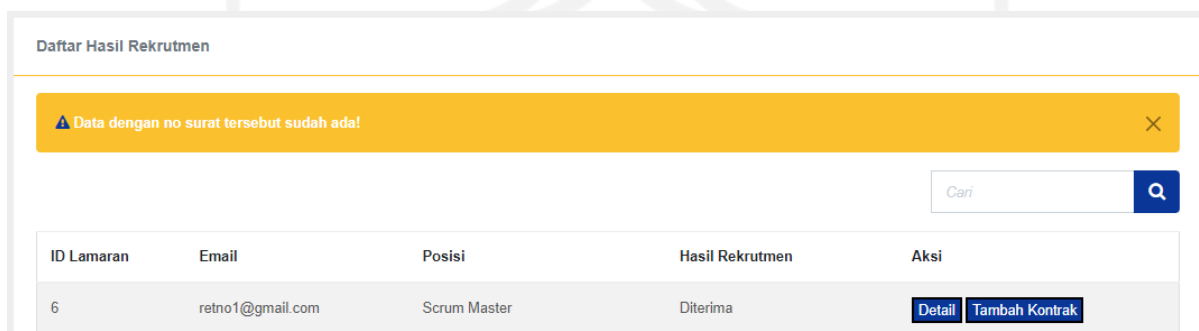 Daftar Hasil Rekrutmen
Data dengan no surat tersebut sudah ada!
Cari
ID Lamaran Email Posisi Hasil Rekrutmen Aksi
6 retno1@gmail.com Scrum Master Diterima Detail Tambah Kontrak